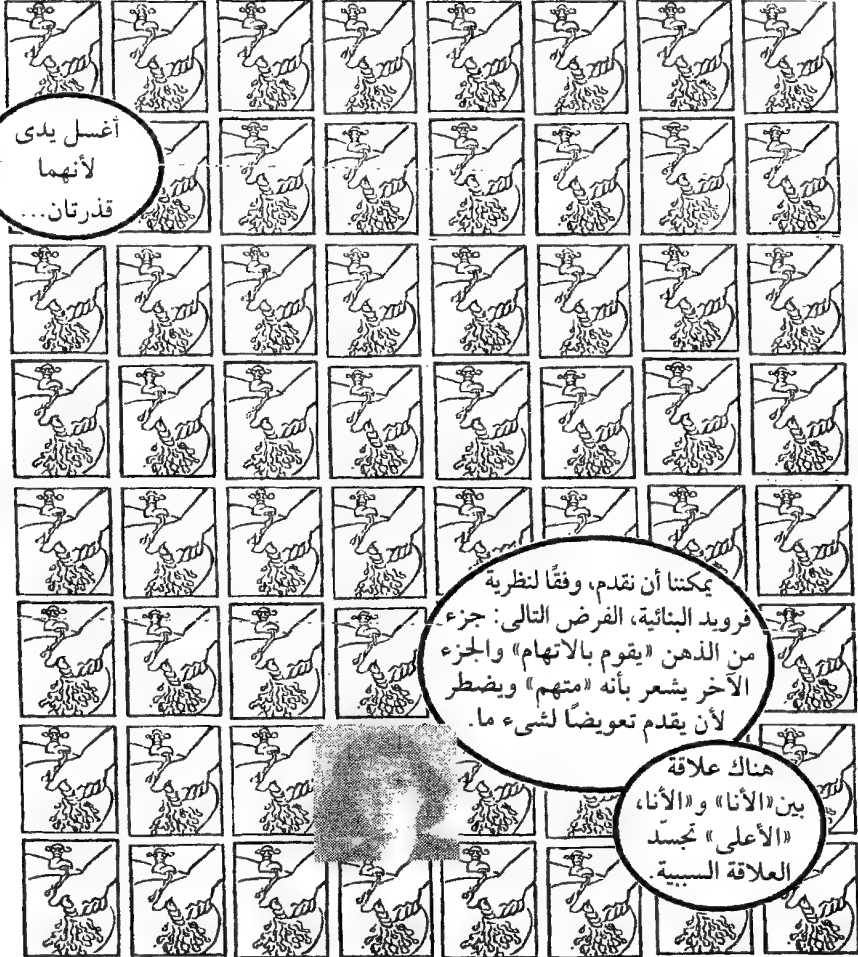 أغسل يدى
لأنهما
قذرتان...
يمكننا أن نقدم، وفقًا لنظرية
فرويد البنائية، الفرض التالى: جزء
من الذهن «يقوم بالاتهام» والجزء
الآخر يشعر بأنه «متهم» ويضطر
لأن يقدم تعويضًا لشىء ما.
هناك علاقة
بين«الأنا» و«الأنا،
«الأعلى» تجسّد
العلاقة السببية.